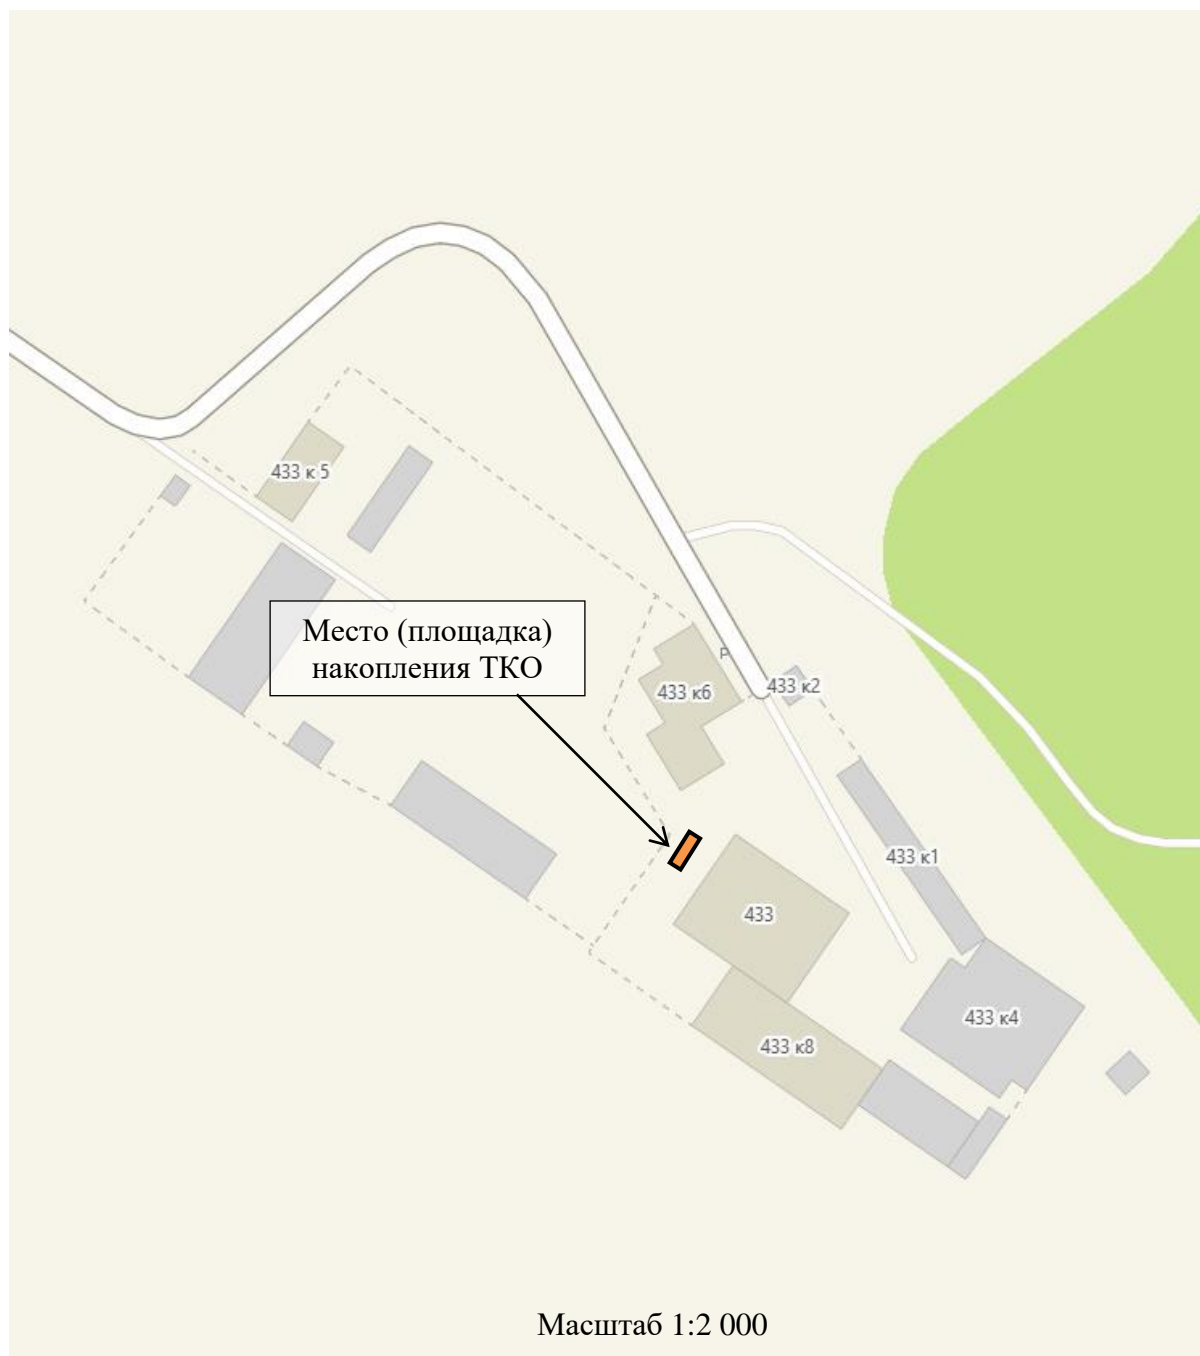 433 к 5
Место (площадка)
накопления ТКО
P
433 к6
433 к2
433 к1
433
433 к4
433 к8
Масштаб 1:2 000